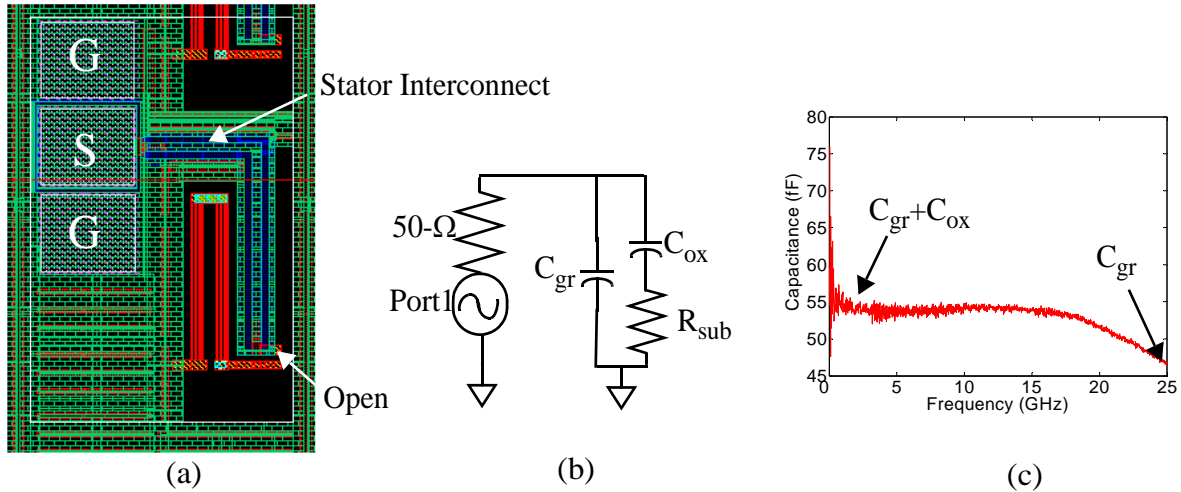 G
S
G
Stator Interconnect
Open
(a)
50-Ω
Port1
C_gr
C_ox
R_sub
(b)
80
75
70
65
60
55
50
45
Capacitance (fF)
C_gr+C_ox
C_gr
0
5
10
15
20
25
Frequency (GHz)
(c)